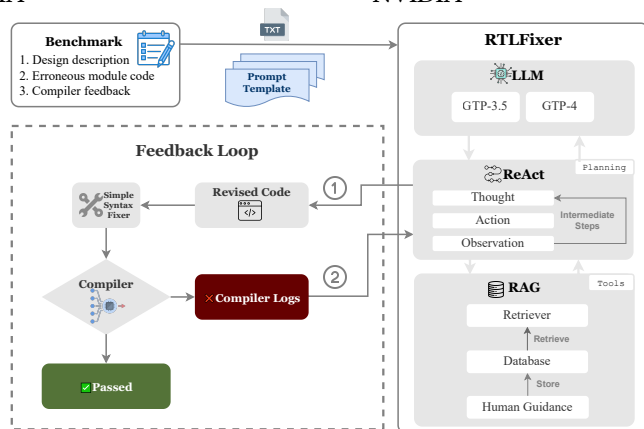 NVIDIA
Benchmark
1. Design description
2. Erroneous module code
3. Compiler feedback
TXT
Prompt
Template
RTLFixer
LLM
GTP-3.5
GTP-4
ReAct
Planning
Thought
Action
Observation
Intermediate
Steps
RAG
Tools
Retriever
Retrieve
Database
Store
Human Guidance
Feedback Loop
Simple
Syntax
Fixer
Revised Code
</>
1
Compiler
Compiler Logs
2
Passed